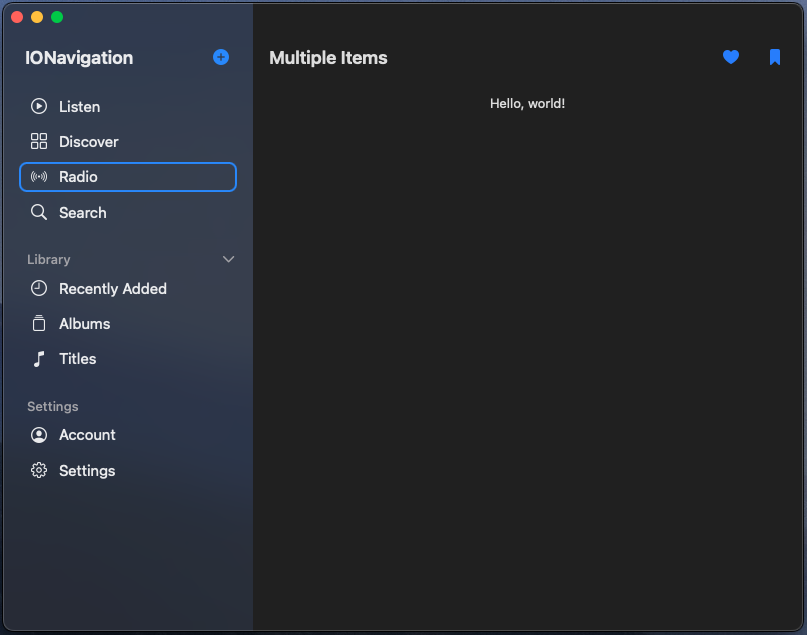 IONavigation
Listen
Discover
Radio
Search
Library
Recently Added
Albums
Titles
Settings
Account
Settings
Multiple Items
Hello, world!